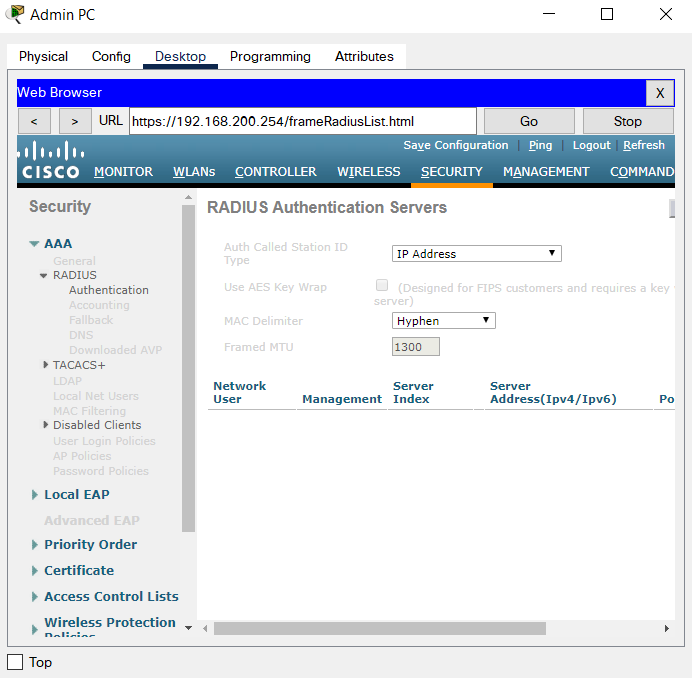 Admin PC
Physical Config Desktop Programming Attributes
Web Browser X
< > URL https://192.168.200.254/frameRadiusList.html Go Stop
Save Configuration | Ping | Logout | Refresh
CISCO MONITOR WLANs CONTROLLER WIRELESS SECURITY MANAGEMENT COMMAND
Security
AAA
General
RADIUS
Authentication
Accounting
Fallback
DNS
Downloaded AVP
TACACS+
LDAP
Local Net Users
MAC Filtering
Disabled Clients
User Login Policies
AP Policies
Password Policies
Local EAP
Advanced EAP
Priority Order
Certificate
Access Control Lists
Wireless Protection
Policies
RADIUS Authentication Servers
Auth Called Station ID
Type
IP Address
Use AES Key Wrap
(Designed for FIPS customers and requires a key
server)
MAC Delimiter
Hyphen
Framed MTU
1300
Network
User
Management
Server
Index
Server
Address(Ipv4/Ipv6)
Po
Top